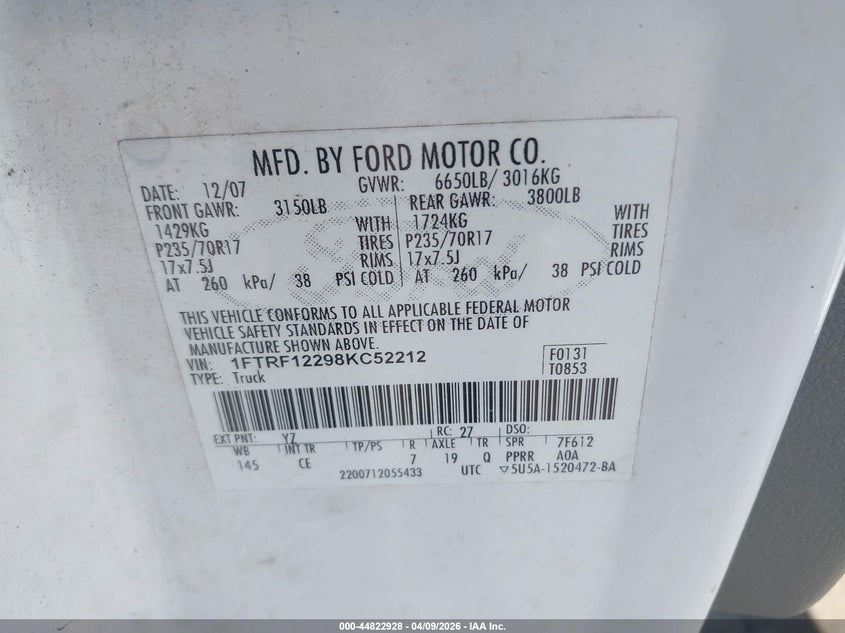 MFD. BY FORD MOTOR CO.
DATE: 12/07 GVWR: 6650LB/ 3016KG
FRONT GAWR: 3150LB REAR GAWR: 3800LB
1429KG WITH 1724KG WITH
P235/70R17 TIRES P235/70R17 TIRES
17x7.5J RIMS 17x7.5J RIMS
AT 260 kPa/ 38 PSI COLD AT 260 kPa/ 38 PSI COLD
THIS VEHICLE CONFORMS TO ALL APPLICABLE FEDERAL MOTOR
VEHICLE SAFETY STANDARDS IN EFFECT ON THE DATE OF
MANUFACTURE SHOWN ABOVE.
VIN: 1FTRF12298KC52212 F0131
TYPE: Truck T0853
EXT PNT: YZ RC: 27 DSO:
WB INT TR TP/PS R AXLE TR SPR 7F612
145 CE 7 19 Q PPRR A0A
2200712055433 UTC ▽5U5A-1520472-BA
000-44822928 | 04/09/2026 - IAA Inc.